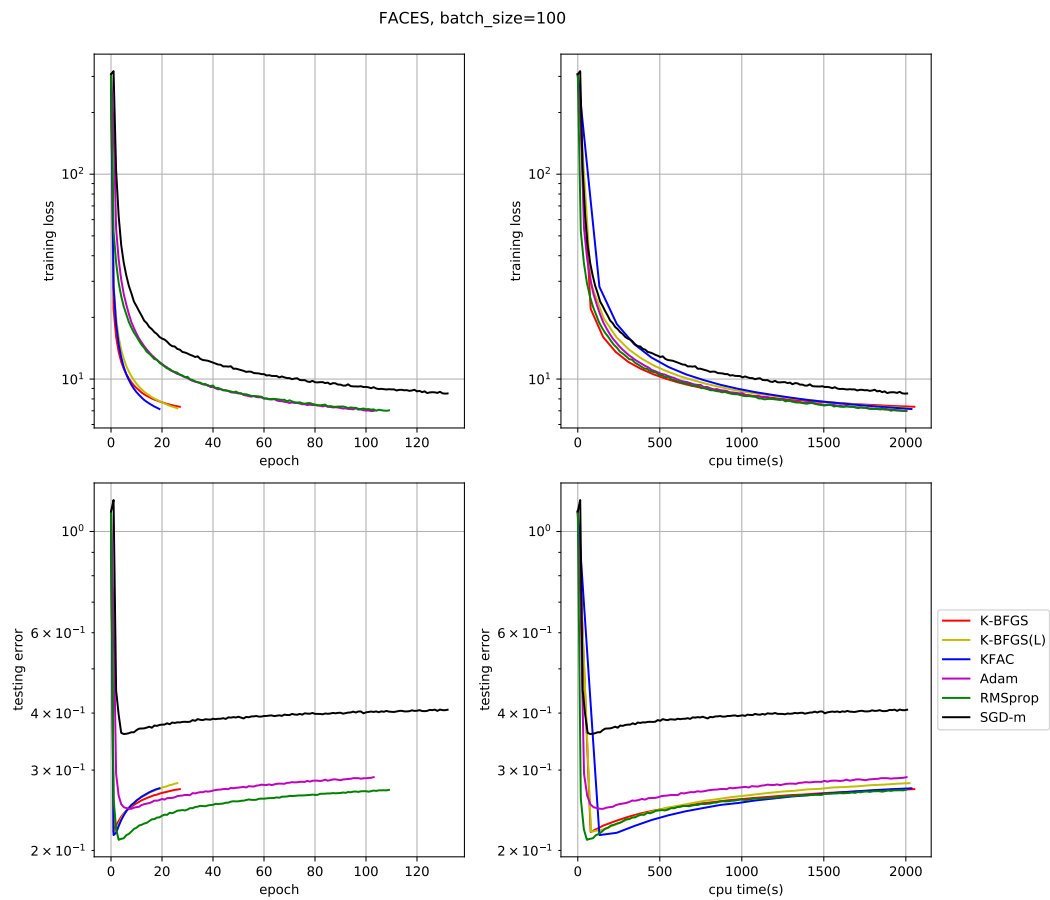 FACES, batch_size=100
training loss
10²
10¹
0 20 40 60 80 100 120
epoch
training loss
10²
10¹
0 500 1000 1500 2000
cpu time(s)
testing error
10⁰
6 × 10⁻¹
4 × 10⁻¹
3 × 10⁻¹
2 × 10⁻¹
0 20 40 60 80 100 120
epoch
testing error
10⁰
6 × 10⁻¹
4 × 10⁻¹
3 × 10⁻¹
2 × 10⁻¹
0 500 1000 1500 2000
cpu time(s)
K-BFGS
K-BFGS(L)
KFAC
Adam
RMSprop
SGD-m